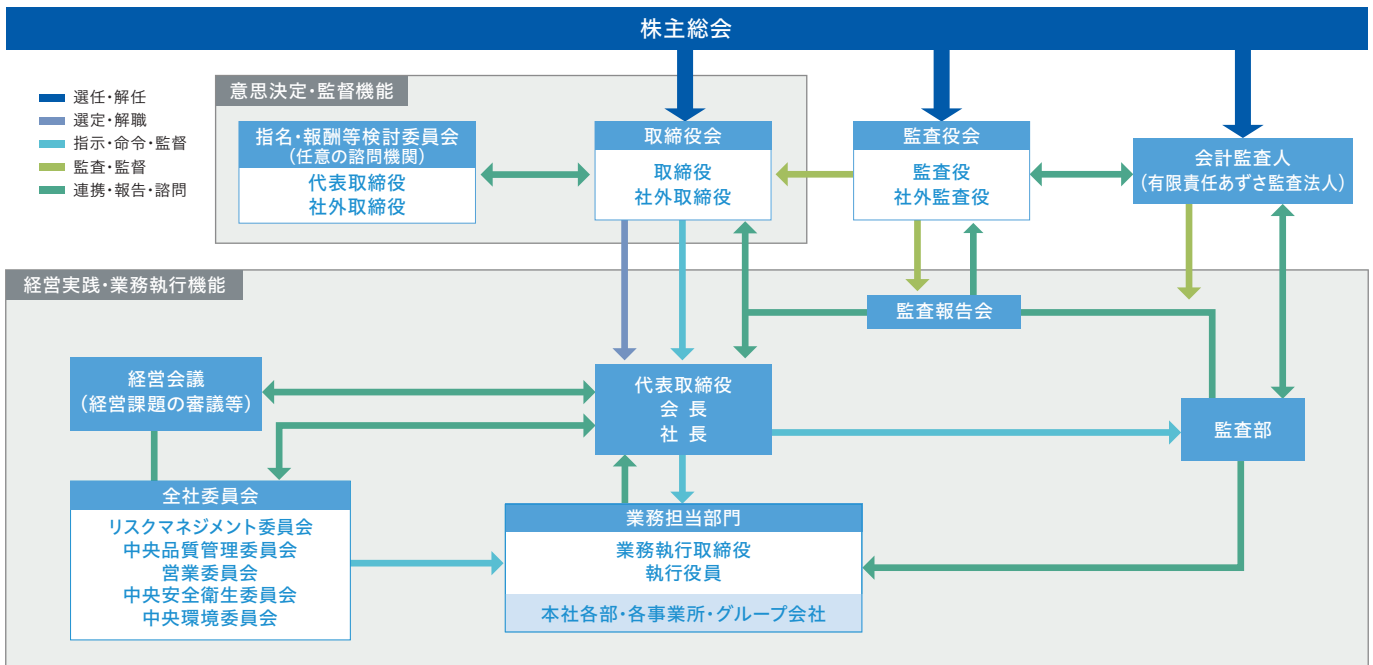 株主総会
選任・解任
選定・解職
指示・命令・監督
監査・監督
連携・報告・諮問
意思決定・監督機能
指名・報酬等検討委員会
（任意の諮問機関）
代表取締役
社外取締役
取締役会
取締役
社外取締役
監査役会
監査役
社外監査役
会計監査人
（有限責任あずさ監査法人）
経営実践・業務執行機能
監査報告会
経営会議
（経営課題の審議等）
代表取締役
会 長
社 長
監査部
全社委員会
リスクマネジメント委員会
中央品質管理委員会
営業委員会
中央安全衛生委員会
中央環境委員会
業務担当部門
業務執行取締役
執行役員
本社各部・各事業所・グループ会社